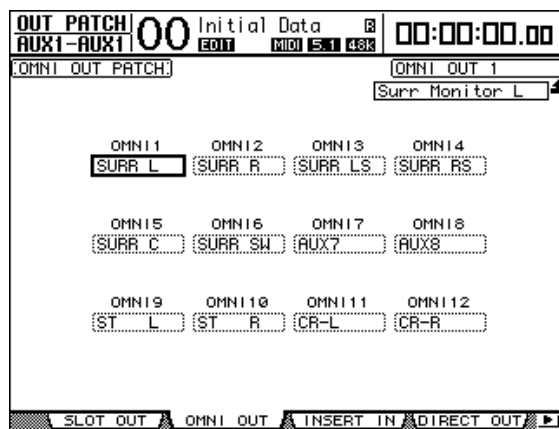 OUT PATCH
AUX1-AUX1
00
Initial Data
R
EDIT
MIDI 5.1 48K
00:00:00.00
OMNI OUT PATCH
OMNI OUT 1
Surr Monitor L
OMNI1 OMNI2 OMNI3 OMNI4
SURR L SURR R SURR LS SURR RS
OMNI5 OMNI6 OMNI7 OMNI8
SURR C SURR SW AUX7 AUX8
OMNI9 OMNI10 OMNI11 OMNI12
ST L ST R CR-L CR-R
SLOT OUT OMNI OUT INSERT IN DIRECT OUT